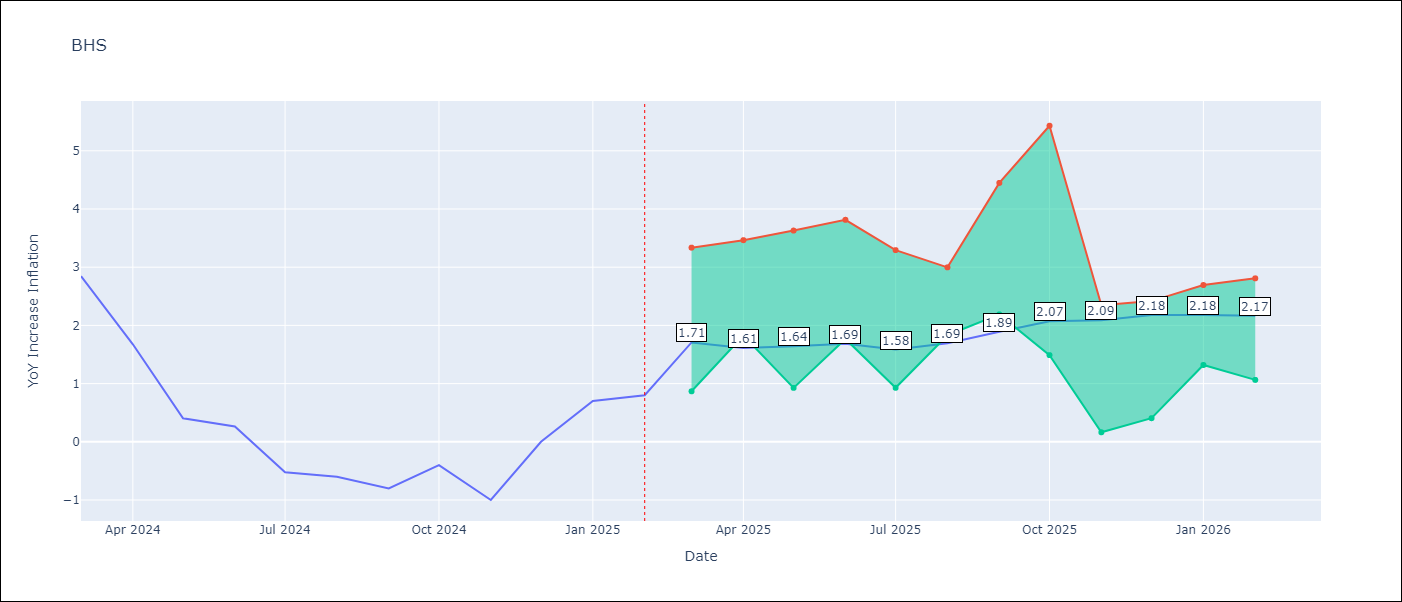 BHS
YoY Increase Inflation
5
4
3
2
1
0
−1
1.71
1.61
1.64
1.69
1.58
1.69
1.89
2.07
2.09
2.18
2.18
2.17
Apr 2024
Jul 2024
Oct 2024
Jan 2025
Apr 2025
Jul 2025
Oct 2025
Jan 2026
Date